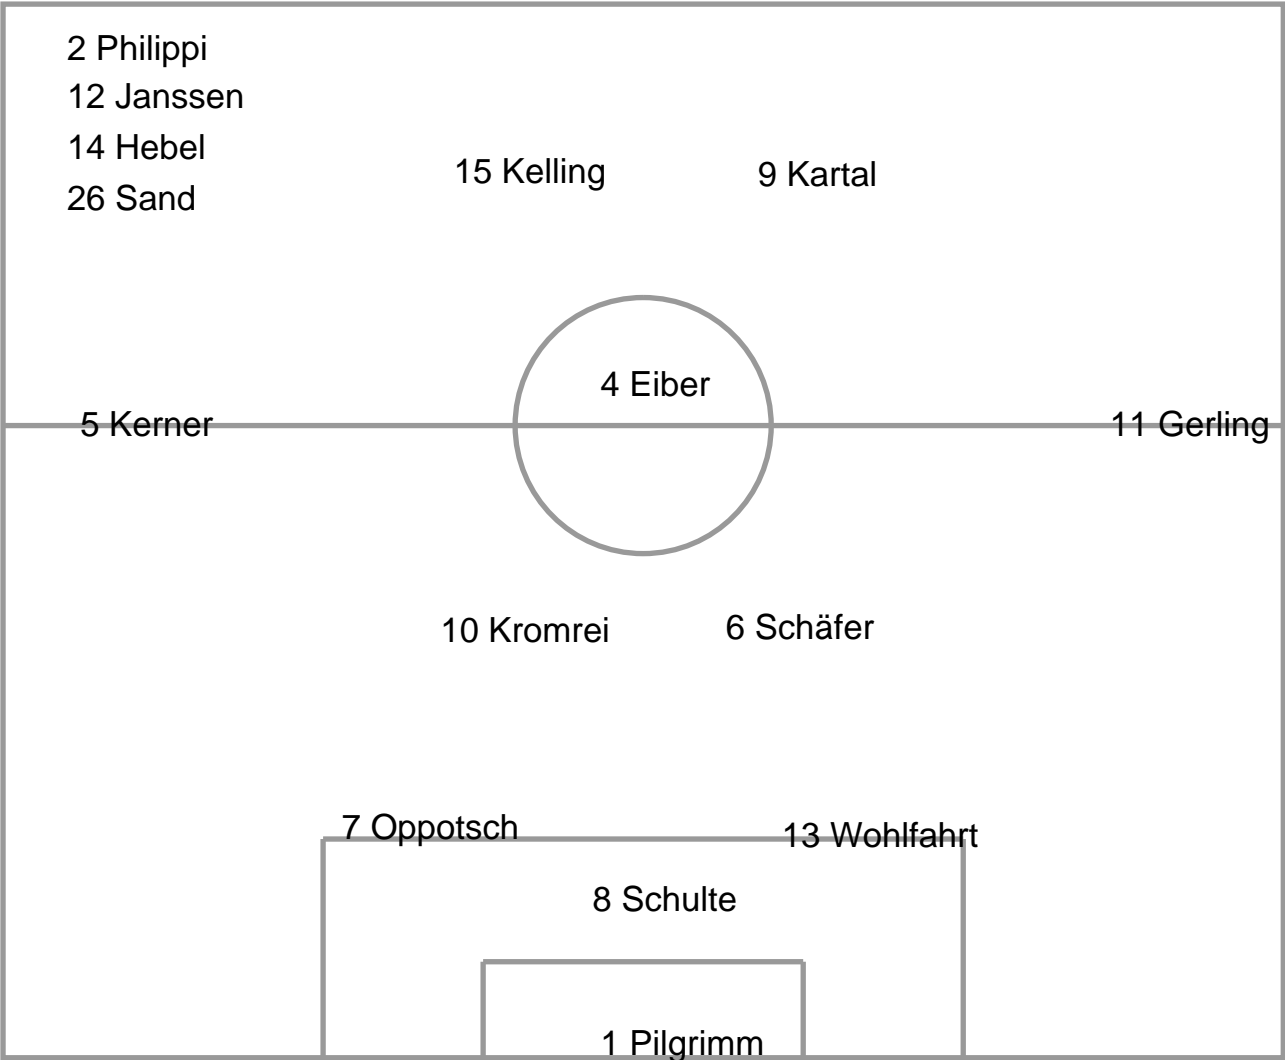 2 Philippi
12 Janssen
14 Hebel
26 Sand
15 Kelling
9 Kartal
4 Eiber
5 Kerner
11 Gerling
10 Kromrei
6 Schäfer
7 Oppotsch
13 Wohlfahrt
8 Schulte
1 Pilgrimm